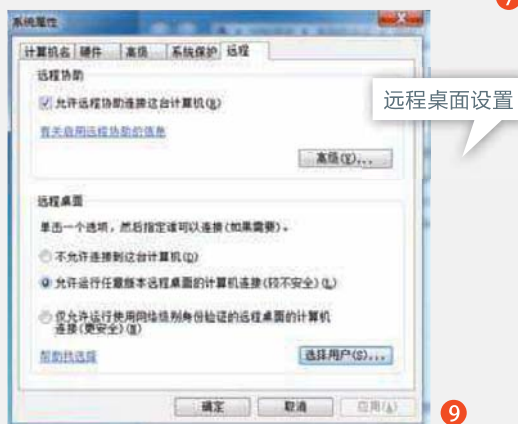 系统属性
计算机名 硬件 高级 系统保护 远程
远程协助
允许远程协助连接这台计算机(R)
远程桌面设置
有关启用远程协助的信息
高级(V)...
远程桌面
单击一个选项，然后指定谁可以连接(如果需要)。
不允许连接到这台计算机(D)
允许运行任意版本远程桌面的计算机连接(较不安全)(L)
仅允许运行使用网络级别身份验证的远程桌面的计算机
连接(更安全)(N)
帮助我选择
选择用户(S)...
确定 取消 应用(A)
9